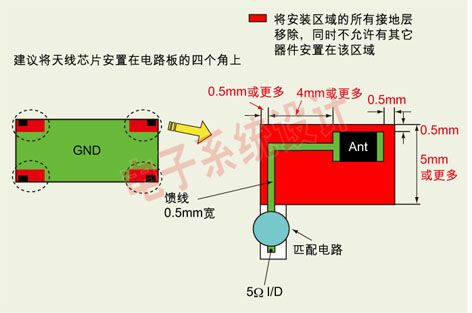 将安装区域的所有接地层
移除，同时不允许有其它
器件安置在该区域
建议将天线芯片安置在电路板的四个角上
0.5mm或更多
4mm或更多
0.5mm
0.5mm
GND
Ant
5mm
或更多
电子系统设计
馈线
0.5mm宽
匹配电路
5Ω I/D